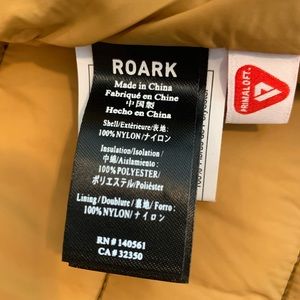 ROARK
Made in China
Fabriqué en Chine
中国製
Hecho en China
Shell/Extérieure/表地:
100% NYLON/ナイロン
Insulation/Isolation/
中綿/Aislamiento:
100% POLYESTER/
ポリエステル/Poliéster
Lining / Doublure /裏地 / Forro:
100%NYLON/ナイロン
RN# 140561
CA# 32350
PRIMALOFT